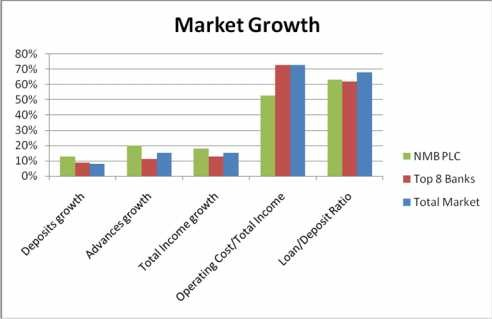 Market Growth
80%
70%
60%
50%
40%
30%
20%
10%
0%
Deposits growth
Advances growth
Total Income growth
Operating Cost/Total Income
Loan/Deposit Ratio
NMB PLC
Top 8 Banks
Total Market